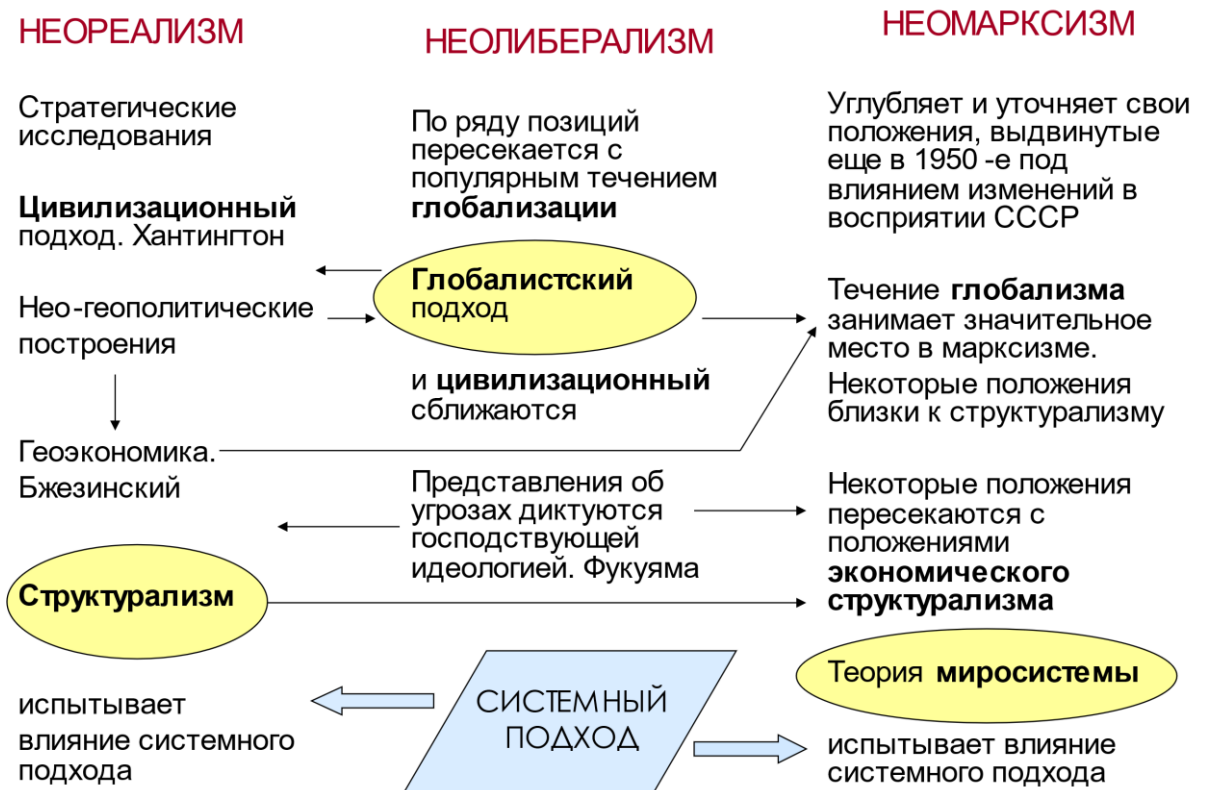 НЕОРЕАЛИЗМ
Стратегические
исследования
Цивилизационный
подход. Хантингтон
Нео-геополитические
построения
Геоэкономика.
Бжезинский
Структурализм
испытывает
влияние системного
подхода
НЕОЛИБЕРАЛИЗМ
По ряду позиций
пересекается с
популярным течением
глобализации
Глобалистский
подход
и цивилизационный
сближаются
Представления об
угрозах диктуются
господствующей
идеологией. Фукуяма
СИСТЕМНЫЙ
ПОДХОД
НЕОМАРКСИЗМ
Углубляет и уточняет свои
положения, выдвинутые
еще в 1950 -е под
влиянием изменений в
восприятии СССР
Течение глобализма
занимает значительное
место в марксизме.
Некоторые положения
близки к структурализму
Некоторые положения
пересекаются с
положениями
экономического
структурализма
Теория миросистемы
испытывает влияние
системного подхода